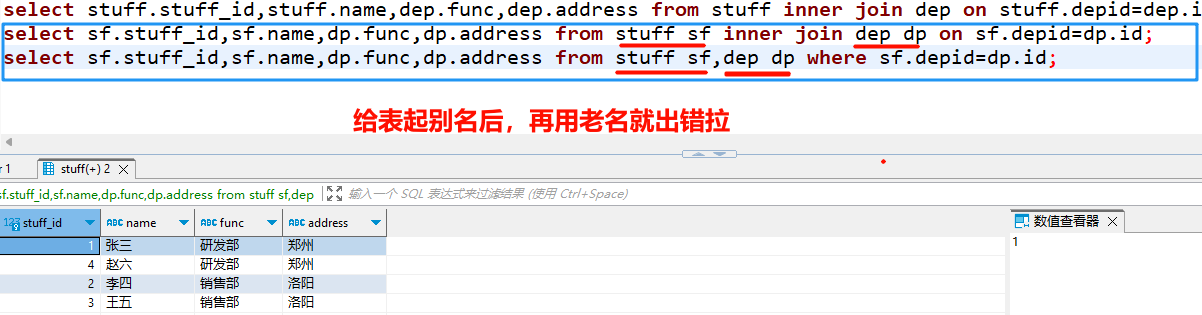 select stuff.stuff_id,stuff.name,dep.func,dep.address from stuff inner join dep on stuff.depid=dep.i
select sf.stuff_id,sf.name,dp.func,dp.address from stuff sf inner join dep dp on sf.depid=dp.id;
select sf.stuff_id,sf.name,dp.func,dp.address from stuff sf,dep dp where sf.depid=dp.id;
给表起别名后，再用老名就出错拉
r 1 stuff(+) 2
sf.stuff_id,sf.name,dp.func,dp.address from stuff sf,dep 输入一个 SQL 表达式来过滤结果 (使用 Ctrl+Space)
123 stuff_id ABC name ABC func ABC address 数值查看器
1 张三 研发部 郑州 1
4 赵六 研发部 郑州
2 李四 销售部 洛阳
3 王五 销售部 洛阳